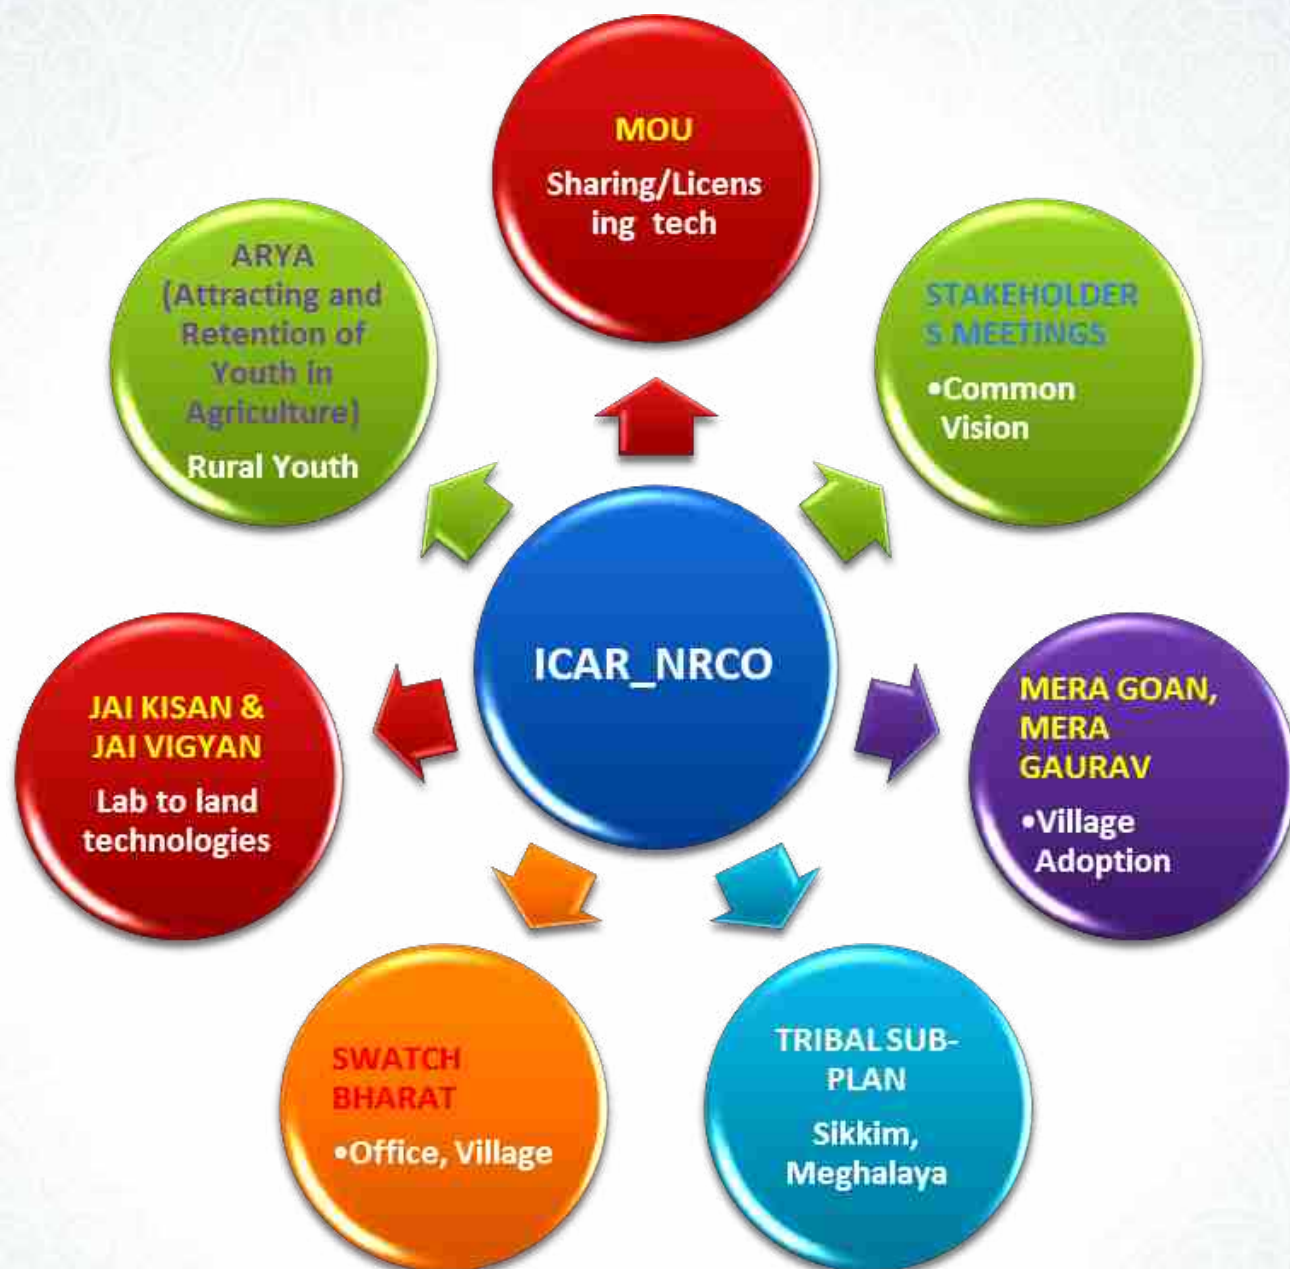 MOU
Sharing/Licens
ing tech
STAKEHOLDER
S MEETINGS
•Common
Vision
MERA GOAN,
MERA
GAURAV
•Village
Adoption
TRIBAL SUB-
PLAN
Sikkim,
Meghalaya
SWATCH
BHARAT
•Office, Village
JAI KISAN &
JAI VIGYAN
Lab to land
technologies
ARYA
(Attracting and
Retention of
Youth in
Agriculture)
Rural Youth
ICAR_NRCO